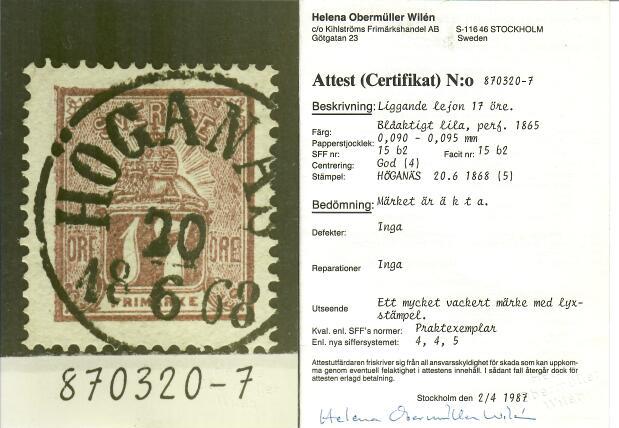 SVERIGE
HÖGANÄS
20
18 6 68
ÖRE 17 ÖRE
FRIMÄRKE
870320-7
Helena Obermüller Wilén
c/o Kihlströms Frimärkshandel AB S-116 46 STOCKHOLM
Götgatan 23 Sweden
Attest (Certifikat) N:o 870320-7
Beskrivning: Liggande lejon 17 öre.
Färg: Blåaktigt lila, perf. 1865
Papperstjocklek: 0,090 - 0,095 mm
SFF nr: 15 b2 Facit nr: 15 b2
Centrering: God (4)
Stämpel: HÖGANÄS 20.6 1868 (5)
Bedömning: Märket är ä k t a.
Defekter: Inga
Reparationer Inga
Utseende Ett mycket vackert märke med lyx-
stämpel.
Kval. enl. SFF's normer: Praktexemplar
Enl. nya siffersystemet: 4, 4, 5
Attestutfärdaren friskriver sig från all ansvarsskyldighet för skada som kan uppkom-
ma genom eventuell felaktighet i attestens innehåll. I sådant fall återgår dock för
attesten erlagd betalning.
Stockholm den 2/4 1987
Helena Obermüller Wilén